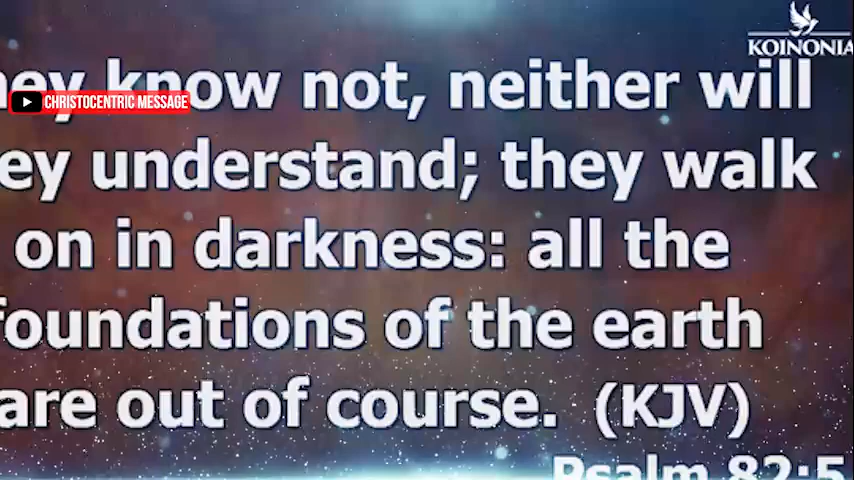 KOINONIA
hey know not, neither will
CHRISTOCENTRIC MESSAGE
ey understand; they walk
on in darkness: all the
foundations of the earth
are out of course. (KJV)
Psalm 82:5